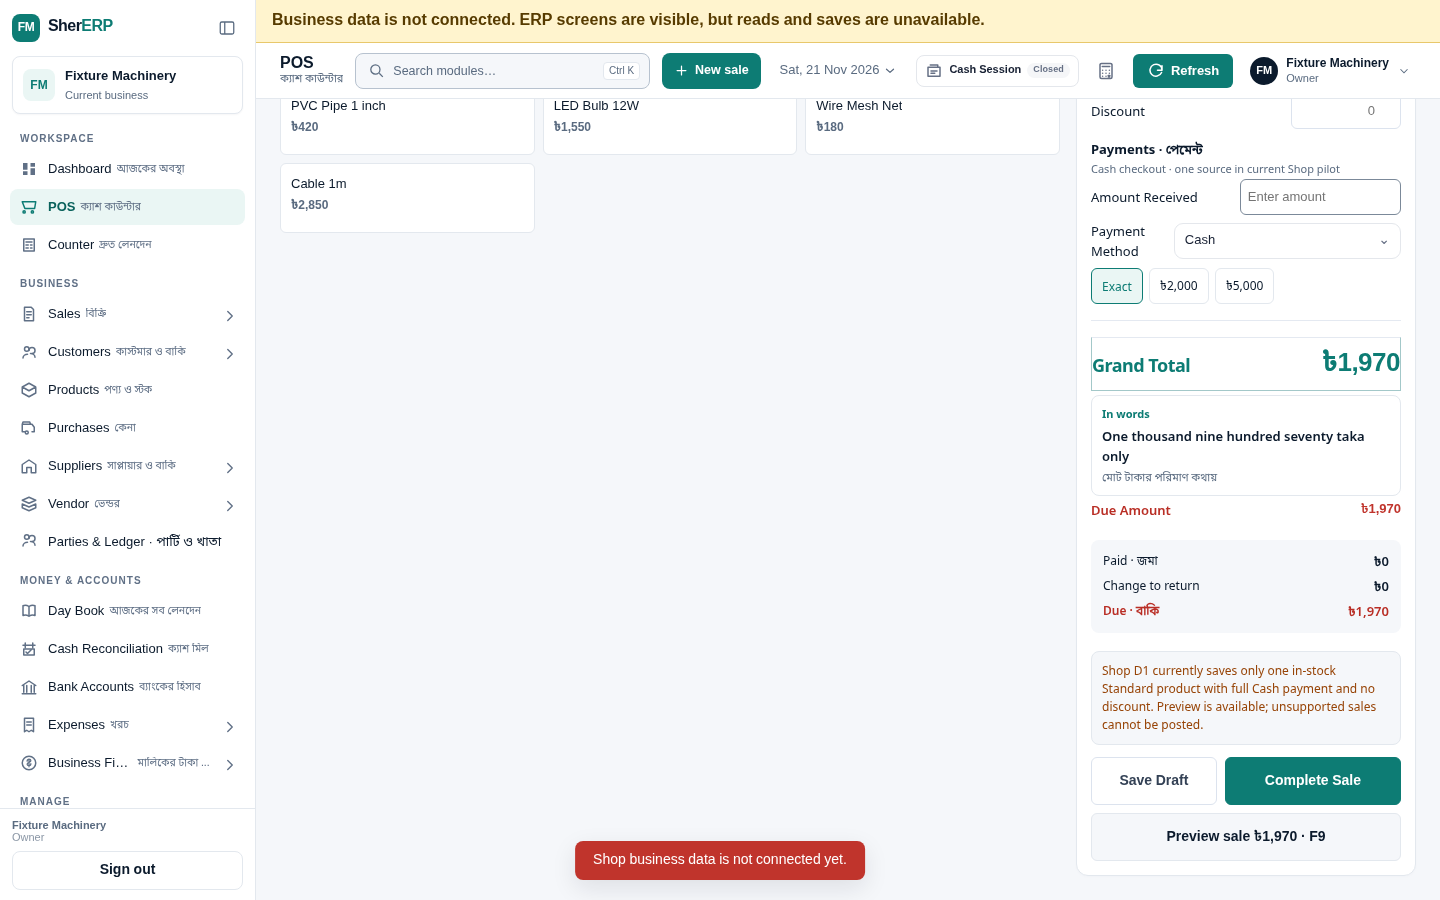 FM SherERP
FM
Fixture Machinery
Current business
WORKSPACE
Dashboard আজকের অবস্থা
POS ক্যাশ কাউন্টার
Counter দ্রুত লেনদেন
BUSINESS
Sales বিক্রি
Customers কাস্টমার ও বাকি
Products পণ্য ও স্টক
Purchases কেনা
Suppliers সাপ্লায়ার ও বাকি
Vendor ভেন্ডর
Parties & Ledger · পার্টি ও খাতা
MONEY & ACCOUNTS
Day Book আজকের সব লেনদেন
Cash Reconciliation ক্যাশ মিল
Bank Accounts ব্যাংকের হিসাব
Expenses খরচ
Business Fi... মালিকের টাকা ...
MANAGE
Fixture Machinery
Owner
Sign out
Business data is not connected. ERP screens are visible, but reads and saves are unavailable.
POS
ক্যাশ কাউন্টার
Search modules… Ctrl K
New sale
Sat, 21 Nov 2026
Cash Session Closed
Refresh
FM
Fixture Machinery
Owner
PVC Pipe 1 inch
৳420
LED Bulb 12W
৳1,550
Wire Mesh Net
৳180
Cable 1m
৳2,850
Discount 0
Payments · পেমেন্ট
Cash checkout · one source in current Shop pilot
Amount Received Enter amount
Payment Method Cash
Exact ৳2,000 ৳5,000
Grand Total ৳1,970
In words
One thousand nine hundred seventy taka
only
মোট টাকার পরিমাণ কথায়
Due Amount ৳1,970
Paid · জমা ৳0
Change to return ৳0
Due · বাকি ৳1,970
Shop D1 currently saves only one in-stock
Standard product with full Cash payment and no
discount. Preview is available; unsupported sales
cannot be posted.
Save Draft Complete Sale
Preview sale ৳1,970 · F9
Shop business data is not connected yet.